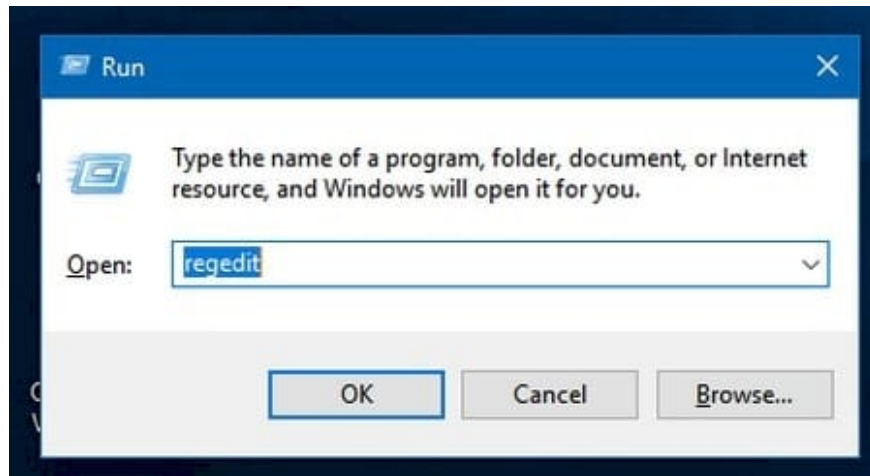 Run
Type the name of a program, folder, document, or Internet
resource, and Windows will open it for you.
Open: regedit
OK Cancel Browse...